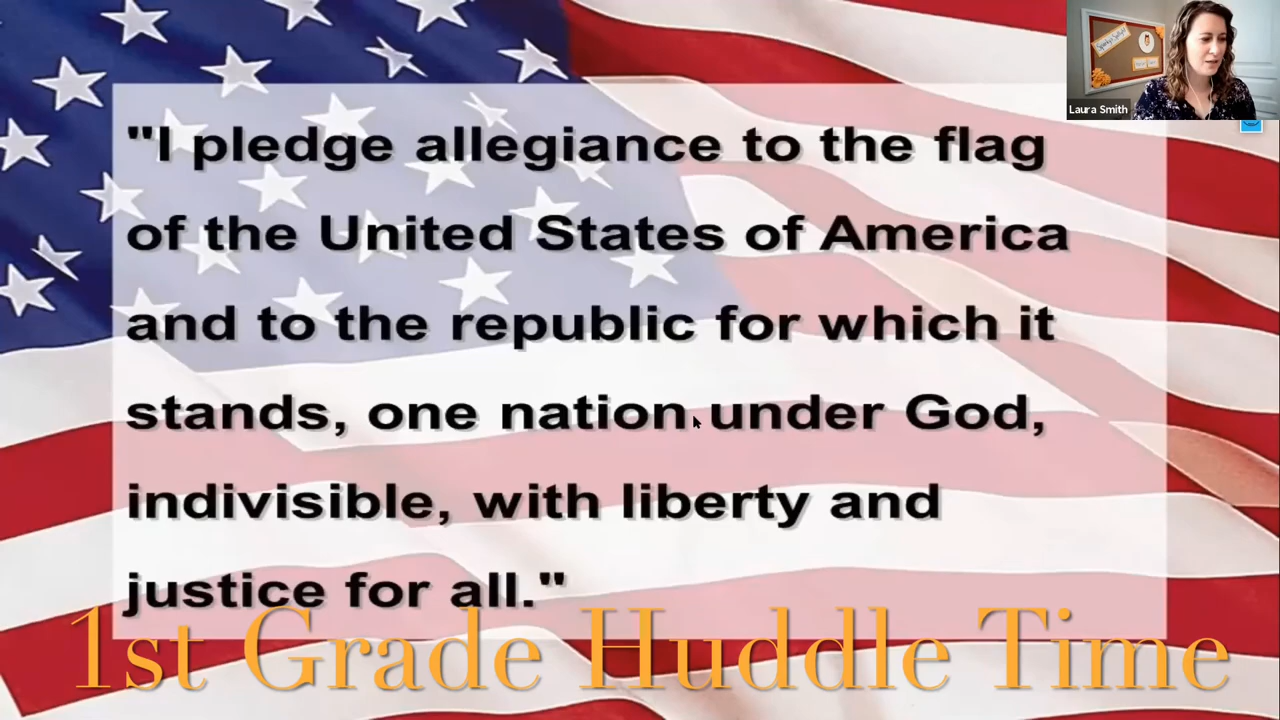 Laura Smith
"I pledge allegiance to the flag
of the United States of America
and to the republic for which it
stands, one nation under God,
indivisible, with liberty and
justice for all."
1st Grade Huddle Time